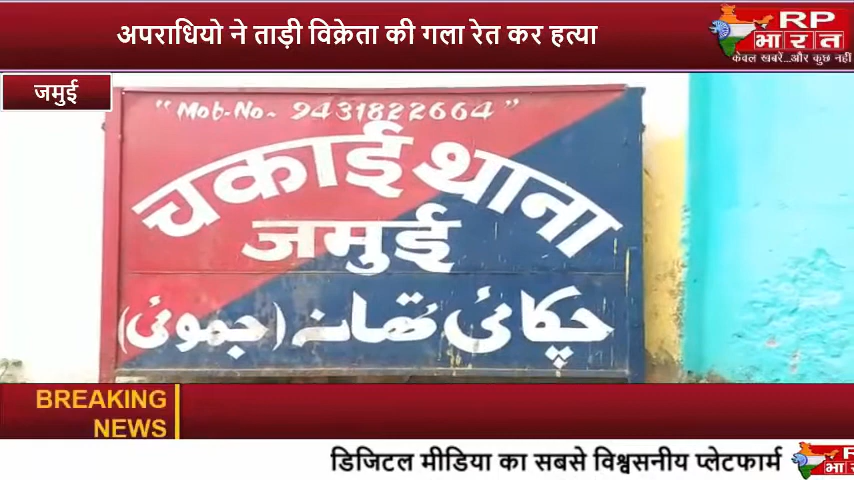 अपराधियो ने ताड़ी विक्रेता की गला रेत कर हत्या
RP
भारत
केवल खबरें...और कुछ नहीं
जमुई
"Mob-No- 9431822664"
चकाई थाना
जमुई
چکائی تھانہ (جموئی)
BREAKING
NEWS
डिजिटल मीडिया का सबसे विश्वसनीय प्लेटफार्म